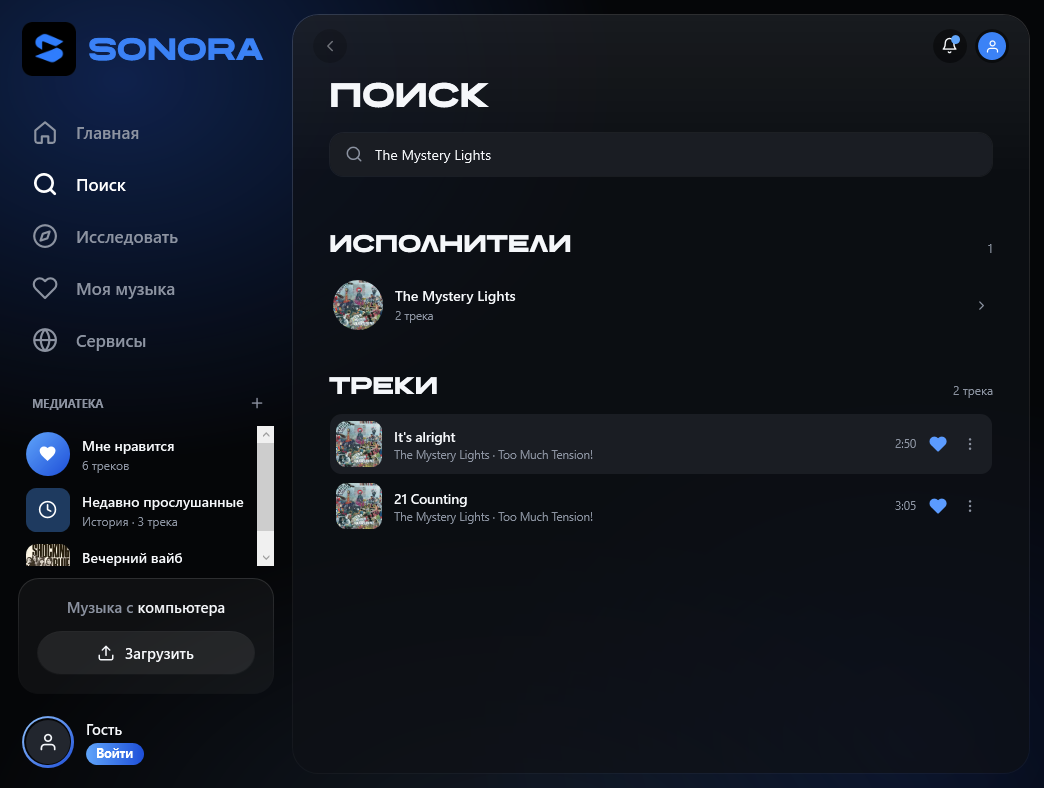 SONORA
Главная
Поиск
Исследовать
Моя музыка
Сервисы
МЕДИАТЕКА
Мне нравится
6 треков
Недавно прослушанные
История · 3 трека
Вечерний вайб
Музыка с компьютера
Загрузить
Гость
Войти
ПОИСК
The Mystery Lights
ИСПОЛНИТЕЛИ
1
The Mystery Lights
2 трека
ТРЕКИ
2 трека
It's alright
2:50
The Mystery Lights · Too Much Tension!
21 Counting
3:05
The Mystery Lights · Too Much Tension!